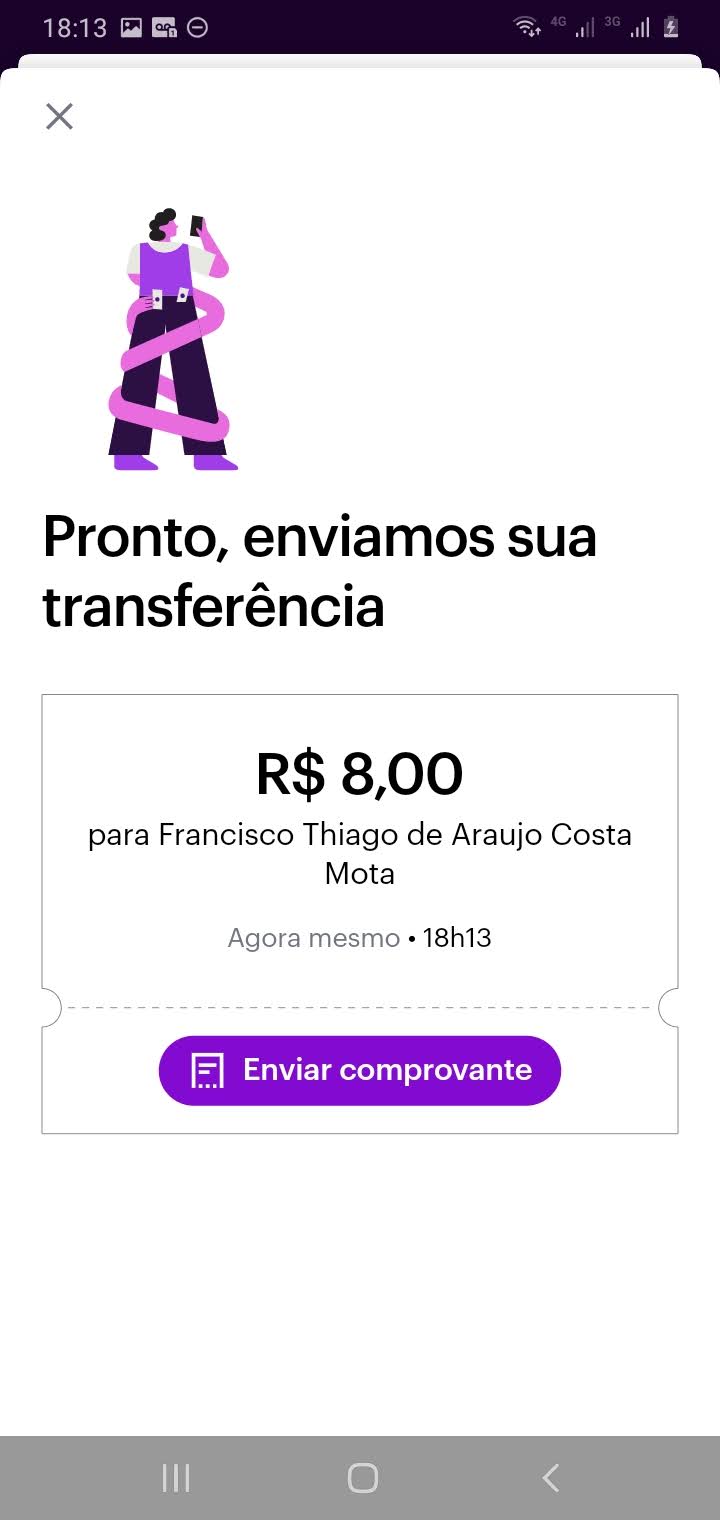 18:13
4G 3G
Pronto, enviamos sua
transferência
R$ 8,00
para Francisco Thiago de Araujo Costa
Mota
Agora mesmo • 18h13
Enviar comprovante